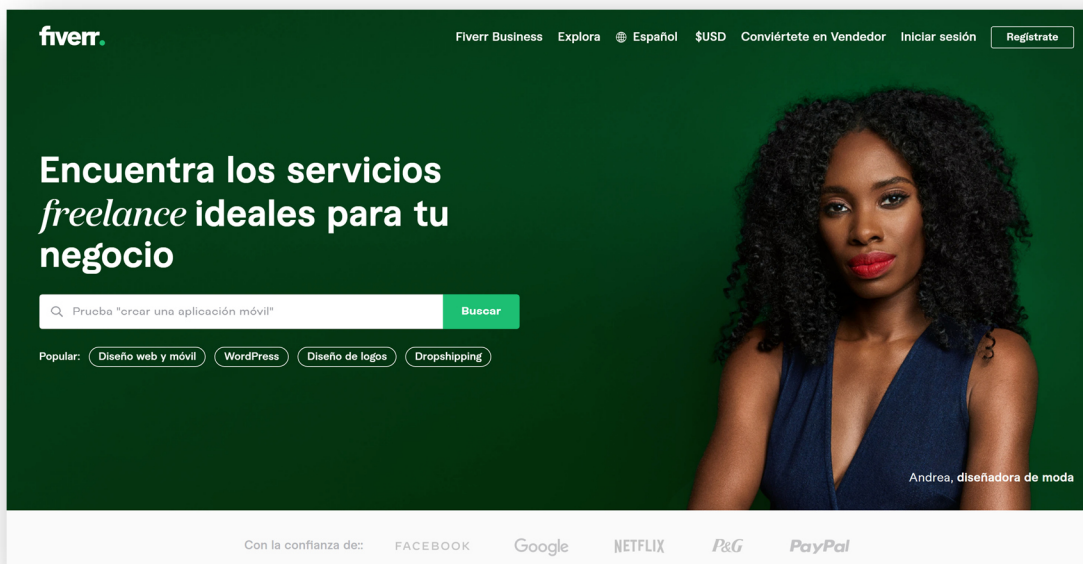 fiverr.
Fiverr Business Explora Español $USD Conviértete en Vendedor Iniciar sesión Regístrate
Encuentra los servicios
freelance ideales para tu
negocio
Prueba "crear una aplicación móvil" Buscar
Popular: Diseño web y móvil WordPress Diseño de logos Dropshipping
Andrea, diseñadora de moda
Con la confianza de:: FACEBOOK Google NETFLIX P&G PayPal